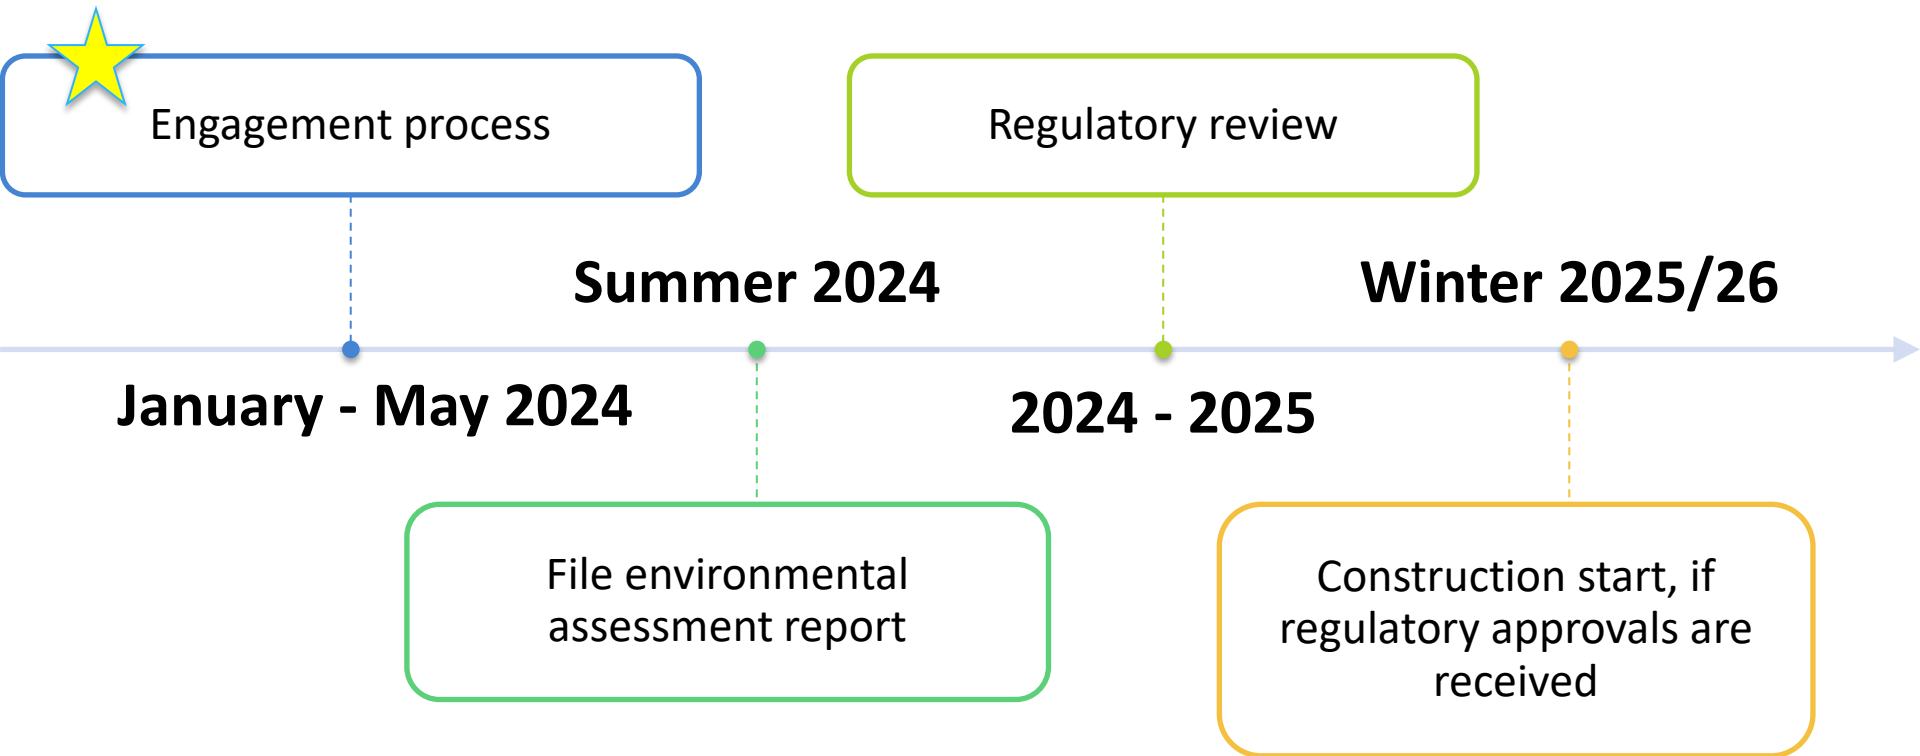 Engagement process
Regulatory review
Summer 2024
Winter 2025/26
January - May 2024
2024 - 2025
File environmental
assessment report
Construction start, if
regulatory approvals are
received